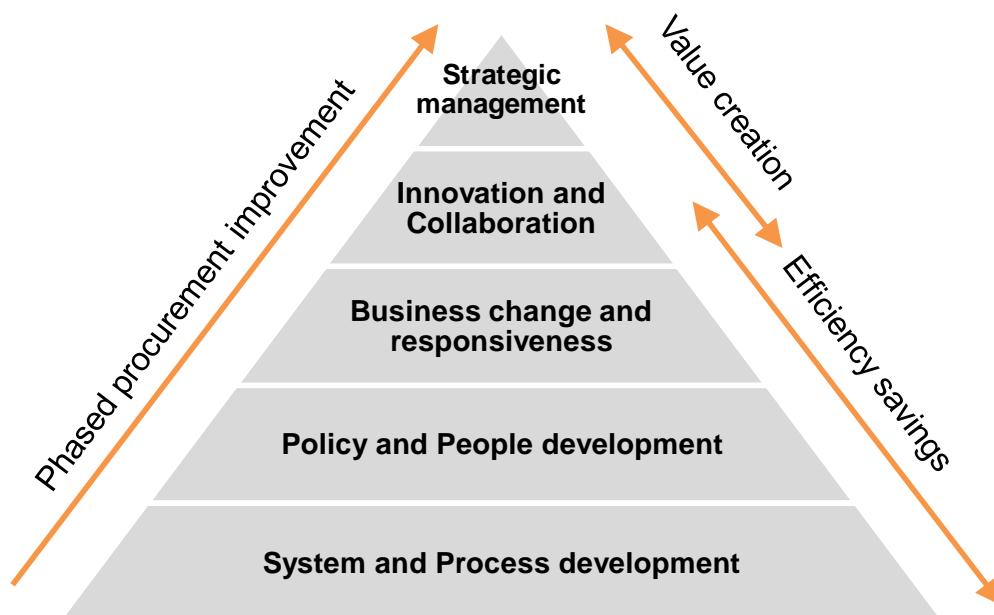 Strategic
management
Innovation and
Collaboration
Business change and
responsiveness
Policy and People development
System and Process development
Phased procurement improvement
Value creation
Efficiency savings